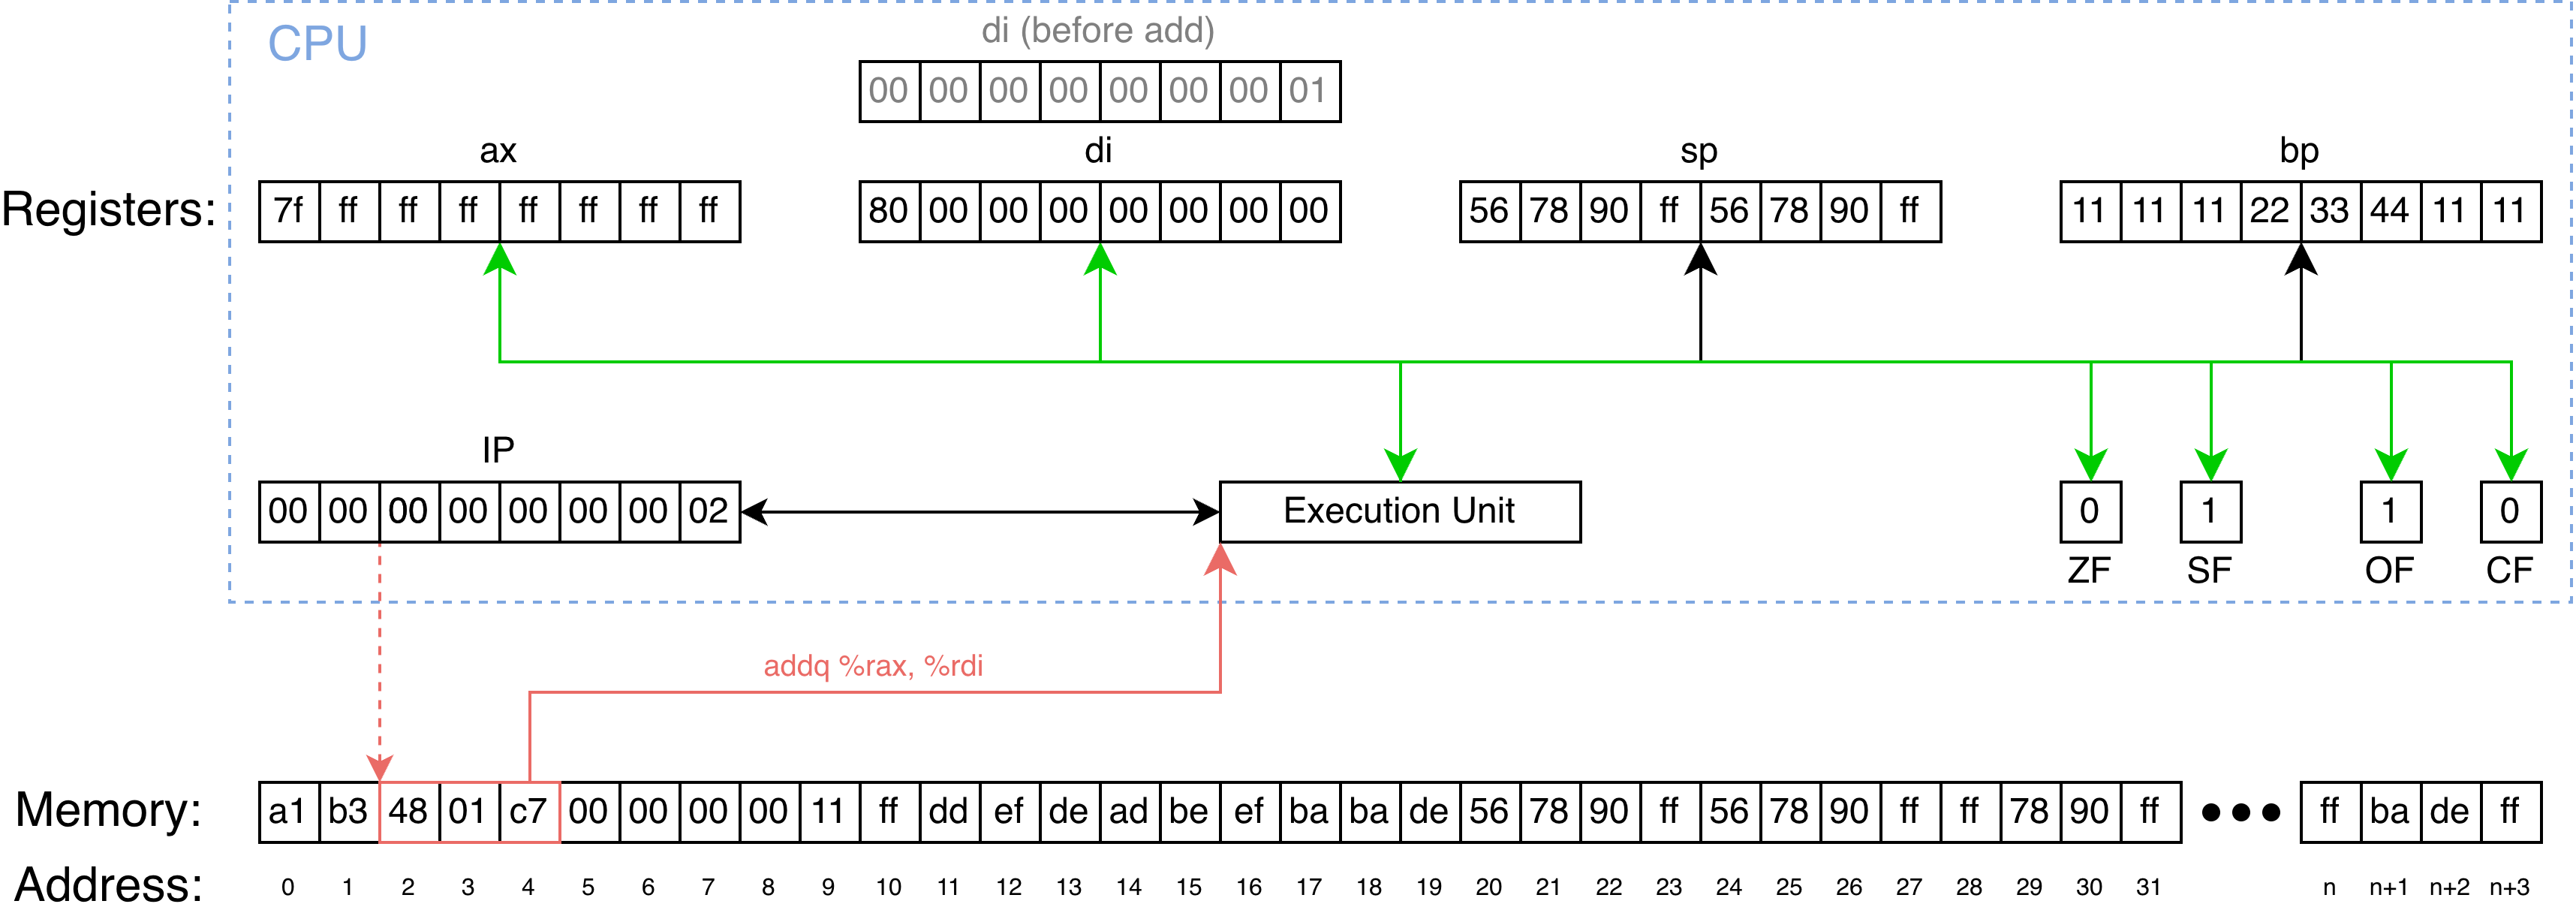 CPU
di (before add)
00 00 00 00 00 00 00 01
ax di sp bp
Registers: 7f ff ff ff ff ff ff ff 80 00 00 00 00 00 00 00 56 78 90 ff 56 78 90 ff 11 11 11 22 33 44 11 11
IP
00 00 00 00 00 00 00 02 Execution Unit 0 1 1 0
ZF SF OF CF
addq %rax, %rdi
Memory: a1 b3 48 01 c7 00 00 00 00 11 ff dd ef de ad be ef ba ba de 56 78 90 ff 56 78 90 ff ff 78 90 ff ••• ff ba de ff
Address: 0 1 2 3 4 5 6 7 8 9 10 11 12 13 14 15 16 17 18 19 20 21 22 23 24 25 26 27 28 29 30 31 n n+1 n+2 n+3